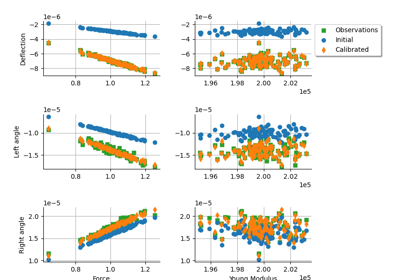 1e−6
1e−6
−2
−4
−6
−8
Deflection
−2
−4
−6
−8
Observations
Initial
Calibrated
0.8
1.0
1.2
1.96
1.98
2.00
2.02
1e5
1e−5
1e−5
−1.0
−1.5
Left angle
−1.0
−1.5
0.8
1.0
1.2
1.96
1.98
2.00
2.02
1e5
1e−5
1e−5
2.0
1.5
1.0
Right angle
2.0
1.5
1.0
0.8
1.0
1.2
1.96
1.98
2.00
2.02
1e5
Force
Young Modulus